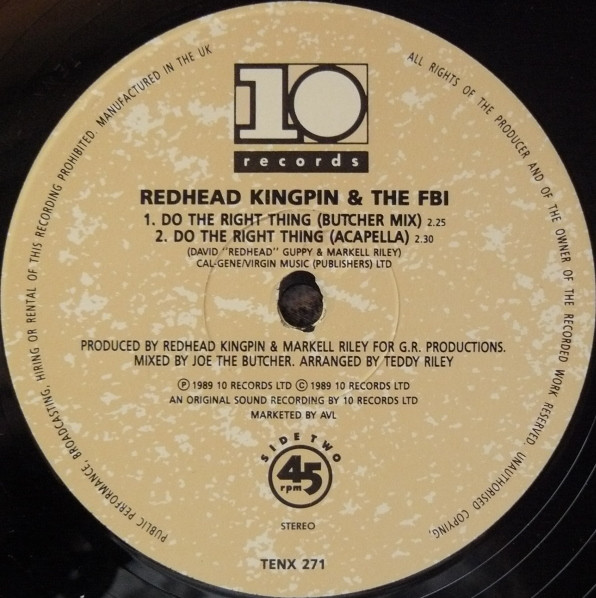 10
records
REDHEAD KINGPIN & THE FBI
1. DO THE RIGHT THING (BUTCHER MIX) 2.25
2. DO THE RIGHT THING (ACAPELLA) 2.30
(DAVID "REDHEAD" GUPPY & MARKELL RILEY)
CAL-GENE/VIRGIN MUSIC (PUBLISHERS) LTD
PRODUCED BY REDHEAD KINGPIN & MARKELL RILEY FOR G.R. PRODUCTIONS.
MIXED BY JOE THE BUTCHER. ARRANGED BY TEDDY RILEY
℗ 1989 10 RECORDS LTD © 1989 10 RECORDS LTD
AN ORIGINAL SOUND RECORDING BY 10 RECORDS LTD
MARKETED BY AVL
SIDE TWO
45
rpm
STEREO
TENX 271
ALL RIGHTS OF THE PRODUCER AND OF THE OWNER OF THE RECORDED WORK RESERVED. UNAUTHORISED COPYING,
PUBLIC PERFORMANCE, BROADCASTING, HIRING OR RENTAL OF THIS RECORDING PROHIBITED. MANUFACTURED IN THE UK